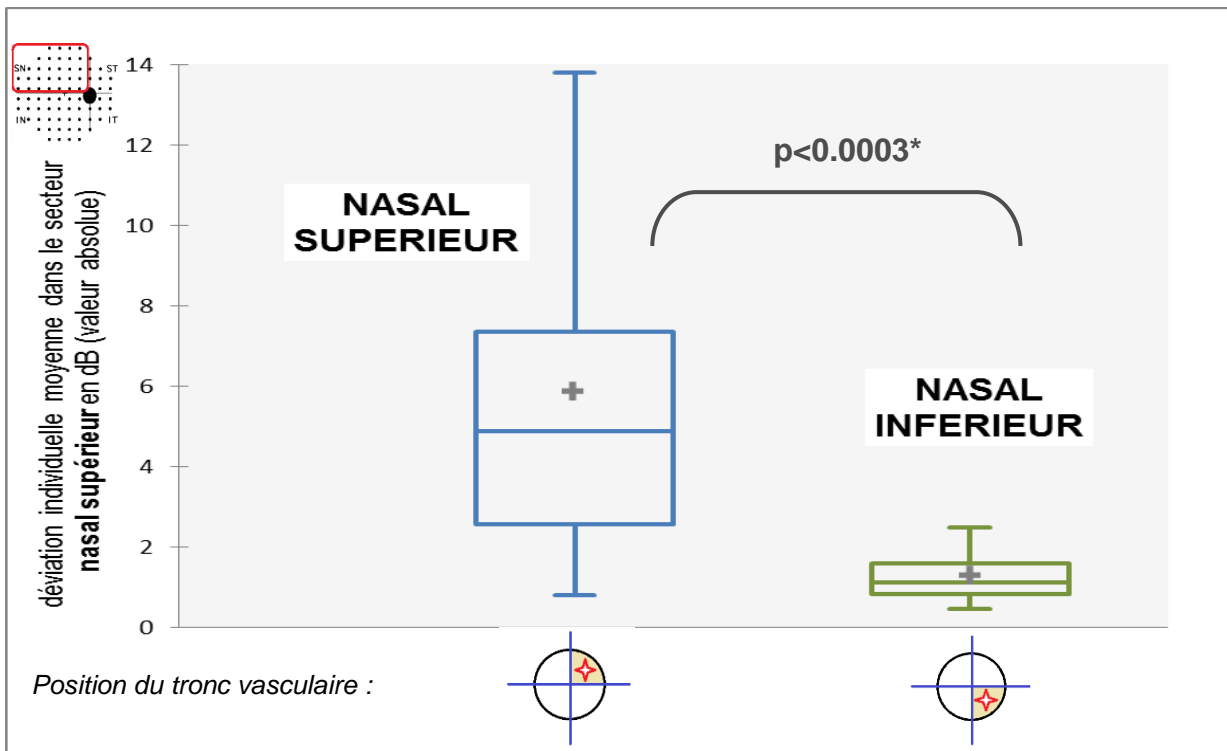 SN
ST
IN
IT
déviation individuelle moyenne dans le secteur
nasal supérieur en dB (valeur absolue)
14
12
10
8
6
4
2
0
p<0.0003*
NASAL
SUPERIEUR
NASAL
INFERIEUR
Position du tronc vasculaire :